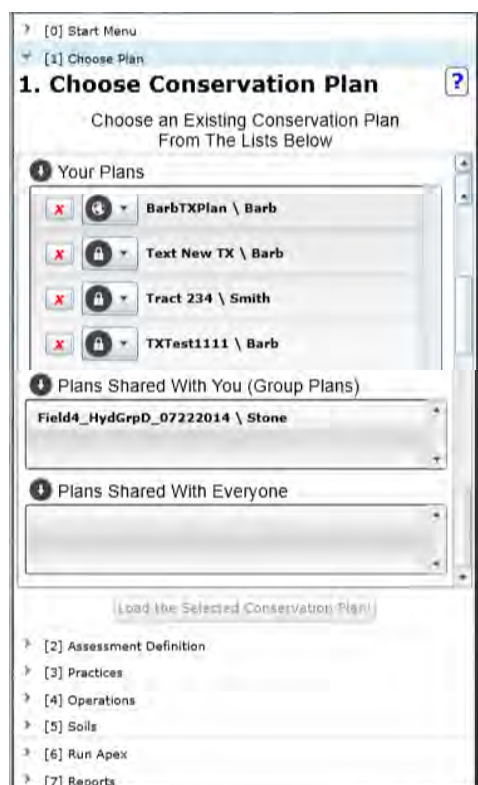 [0] Start Menu
[1] Choose Plan
1. Choose Conservation Plan
?
Choose an Existing Conservation Plan
From The Lists Below
Your Plans
x BarbTXPlan \ Barb
x Text New TX \ Barb
x Tract 234 \ Smith
x TXTest1111 \ Barb
Plans Shared With You (Group Plans)
Field4_HydGrpD_07222014 \ Stone
Plans Shared With Everyone
Load the Selected Conservation Plan!
[2] Assessment Definition
[3] Practices
[4] Operations
[5] Soils
[6] Run Apex
[7] Reports